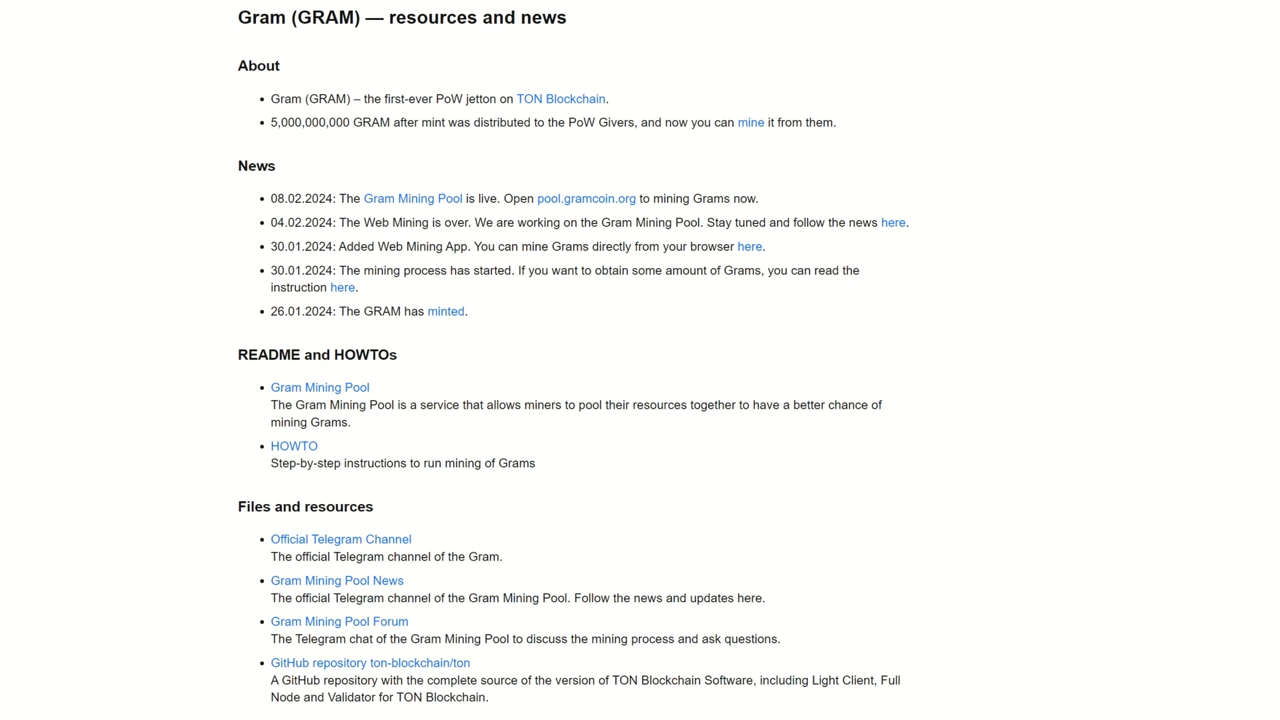 Gram (GRAM) — resources and news
About
Gram (GRAM) – the first-ever PoW jetton on TON Blockchain.
5,000,000,000 GRAM after mint was distributed to the PoW Givers, and now you can mine it from them.
News
08.02.2024: The Gram Mining Pool is live. Open pool.gramcoin.org to mining Grams now.
04.02.2024: The Web Mining is over. We are working on the Gram Mining Pool. Stay tuned and follow the news here.
30.01.2024: Added Web Mining App. You can mine Grams directly from your browser here.
30.01.2024: The mining process has started. If you want to obtain some amount of Grams, you can read the
instruction here.
26.01.2024: The GRAM has minted.
README and HOWTOs
Gram Mining Pool
The Gram Mining Pool is a service that allows miners to pool their resources together to have a better chance of
mining Grams.
HOWTO
Step-by-step instructions to run mining of Grams
Files and resources
Official Telegram Channel
The official Telegram channel of the Gram.
Gram Mining Pool News
The official Telegram channel of the Gram Mining Pool. Follow the news and updates here.
Gram Mining Pool Forum
The Telegram chat of the Gram Mining Pool to discuss the mining process and ask questions.
GitHub repository ton-blockchain/ton
A GitHub repository with the complete source of the version of TON Blockchain Software, including Light Client, Full
Node and Validator for TON Blockchain.